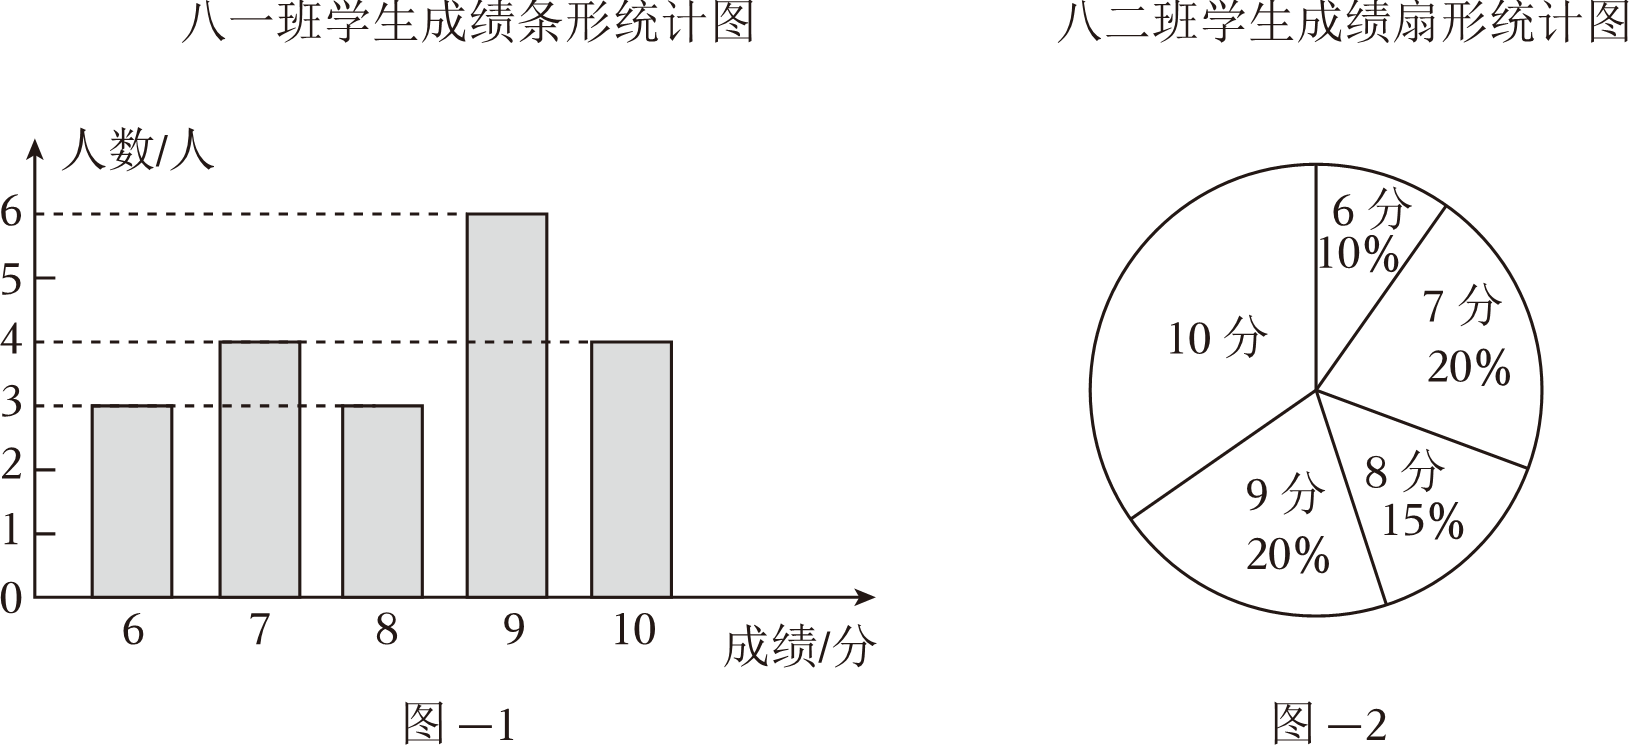 八一班学生成绩条形统计图
人数/人
6
5
4
3
2
1
0
6 7 8 9 10
成绩/分
图－1
八二班学生成绩扇形统计图
6 分
10%
7 分
20%
10 分
8 分
15%
9 分
20%
图－2